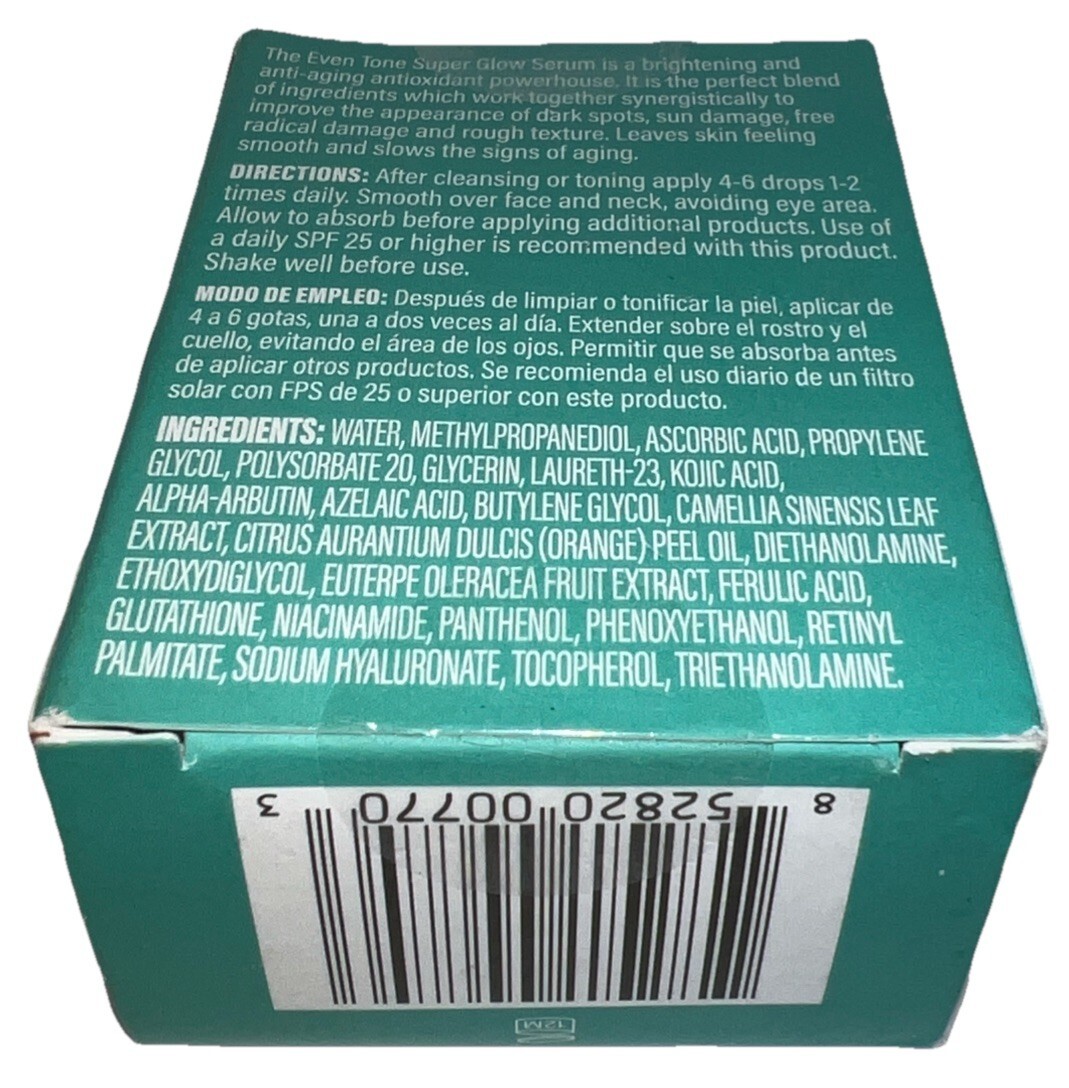 The Even Tone Super Glow Serum is a brightening and
anti-aging antioxidant powerhouse. It is the perfect blend
of ingredients which work together synergistically to
improve the appearance of dark spots, sun damage, free
radical damage and rough texture. Leaves skin feeling
smooth and slows the signs of aging.
DIRECTIONS: After cleansing or toning apply 4-6 drops 1-2
times daily. Smooth over face and neck, avoiding eye area.
Allow to absorb before applying additional products. Use of
a daily SPF 25 or higher is recommended with this product.
Shake well before use.
MODO DE EMPLEO: Después de limpiar o tonificar la piel, aplicar de
4 a 6 gotas, una a dos veces al día. Extender sobre el rostro y el
cuello, evitando el área de los ojos. Permitir que se absorba antes
de aplicar otros productos. Se recomienda el uso diario de un filtro
solar con FPS de 25 o superior con este producto.
INGREDIENTS: WATER, METHYLPROPANEDIOL, ASCORBIC ACID, PROPYLENE
GLYCOL, POLYSORBATE 20, GLYCERIN, LAURETH-23, KOJIC ACID,
ALPHA-ARBUTIN, AZELAIC ACID, BUTYLENE GLYCOL, CAMELLIA SINENSIS LEAF
EXTRACT, CITRUS AURANTIUM DULCIS (ORANGE) PEEL OIL, DIETHANOLAMINE,
ETHOXYDIGLYCOL, EUTERPE OLERACEA FRUIT EXTRACT, FERULIC ACID,
GLUTATHIONE, NIACINAMIDE, PANTHENOL, PHENOXYETHANOL, RETINYL
PALMITATE, SODIUM HYALURONATE, TOCOPHEROL, TRIETHANOLAMINE.
8 52820 00770 3
12M